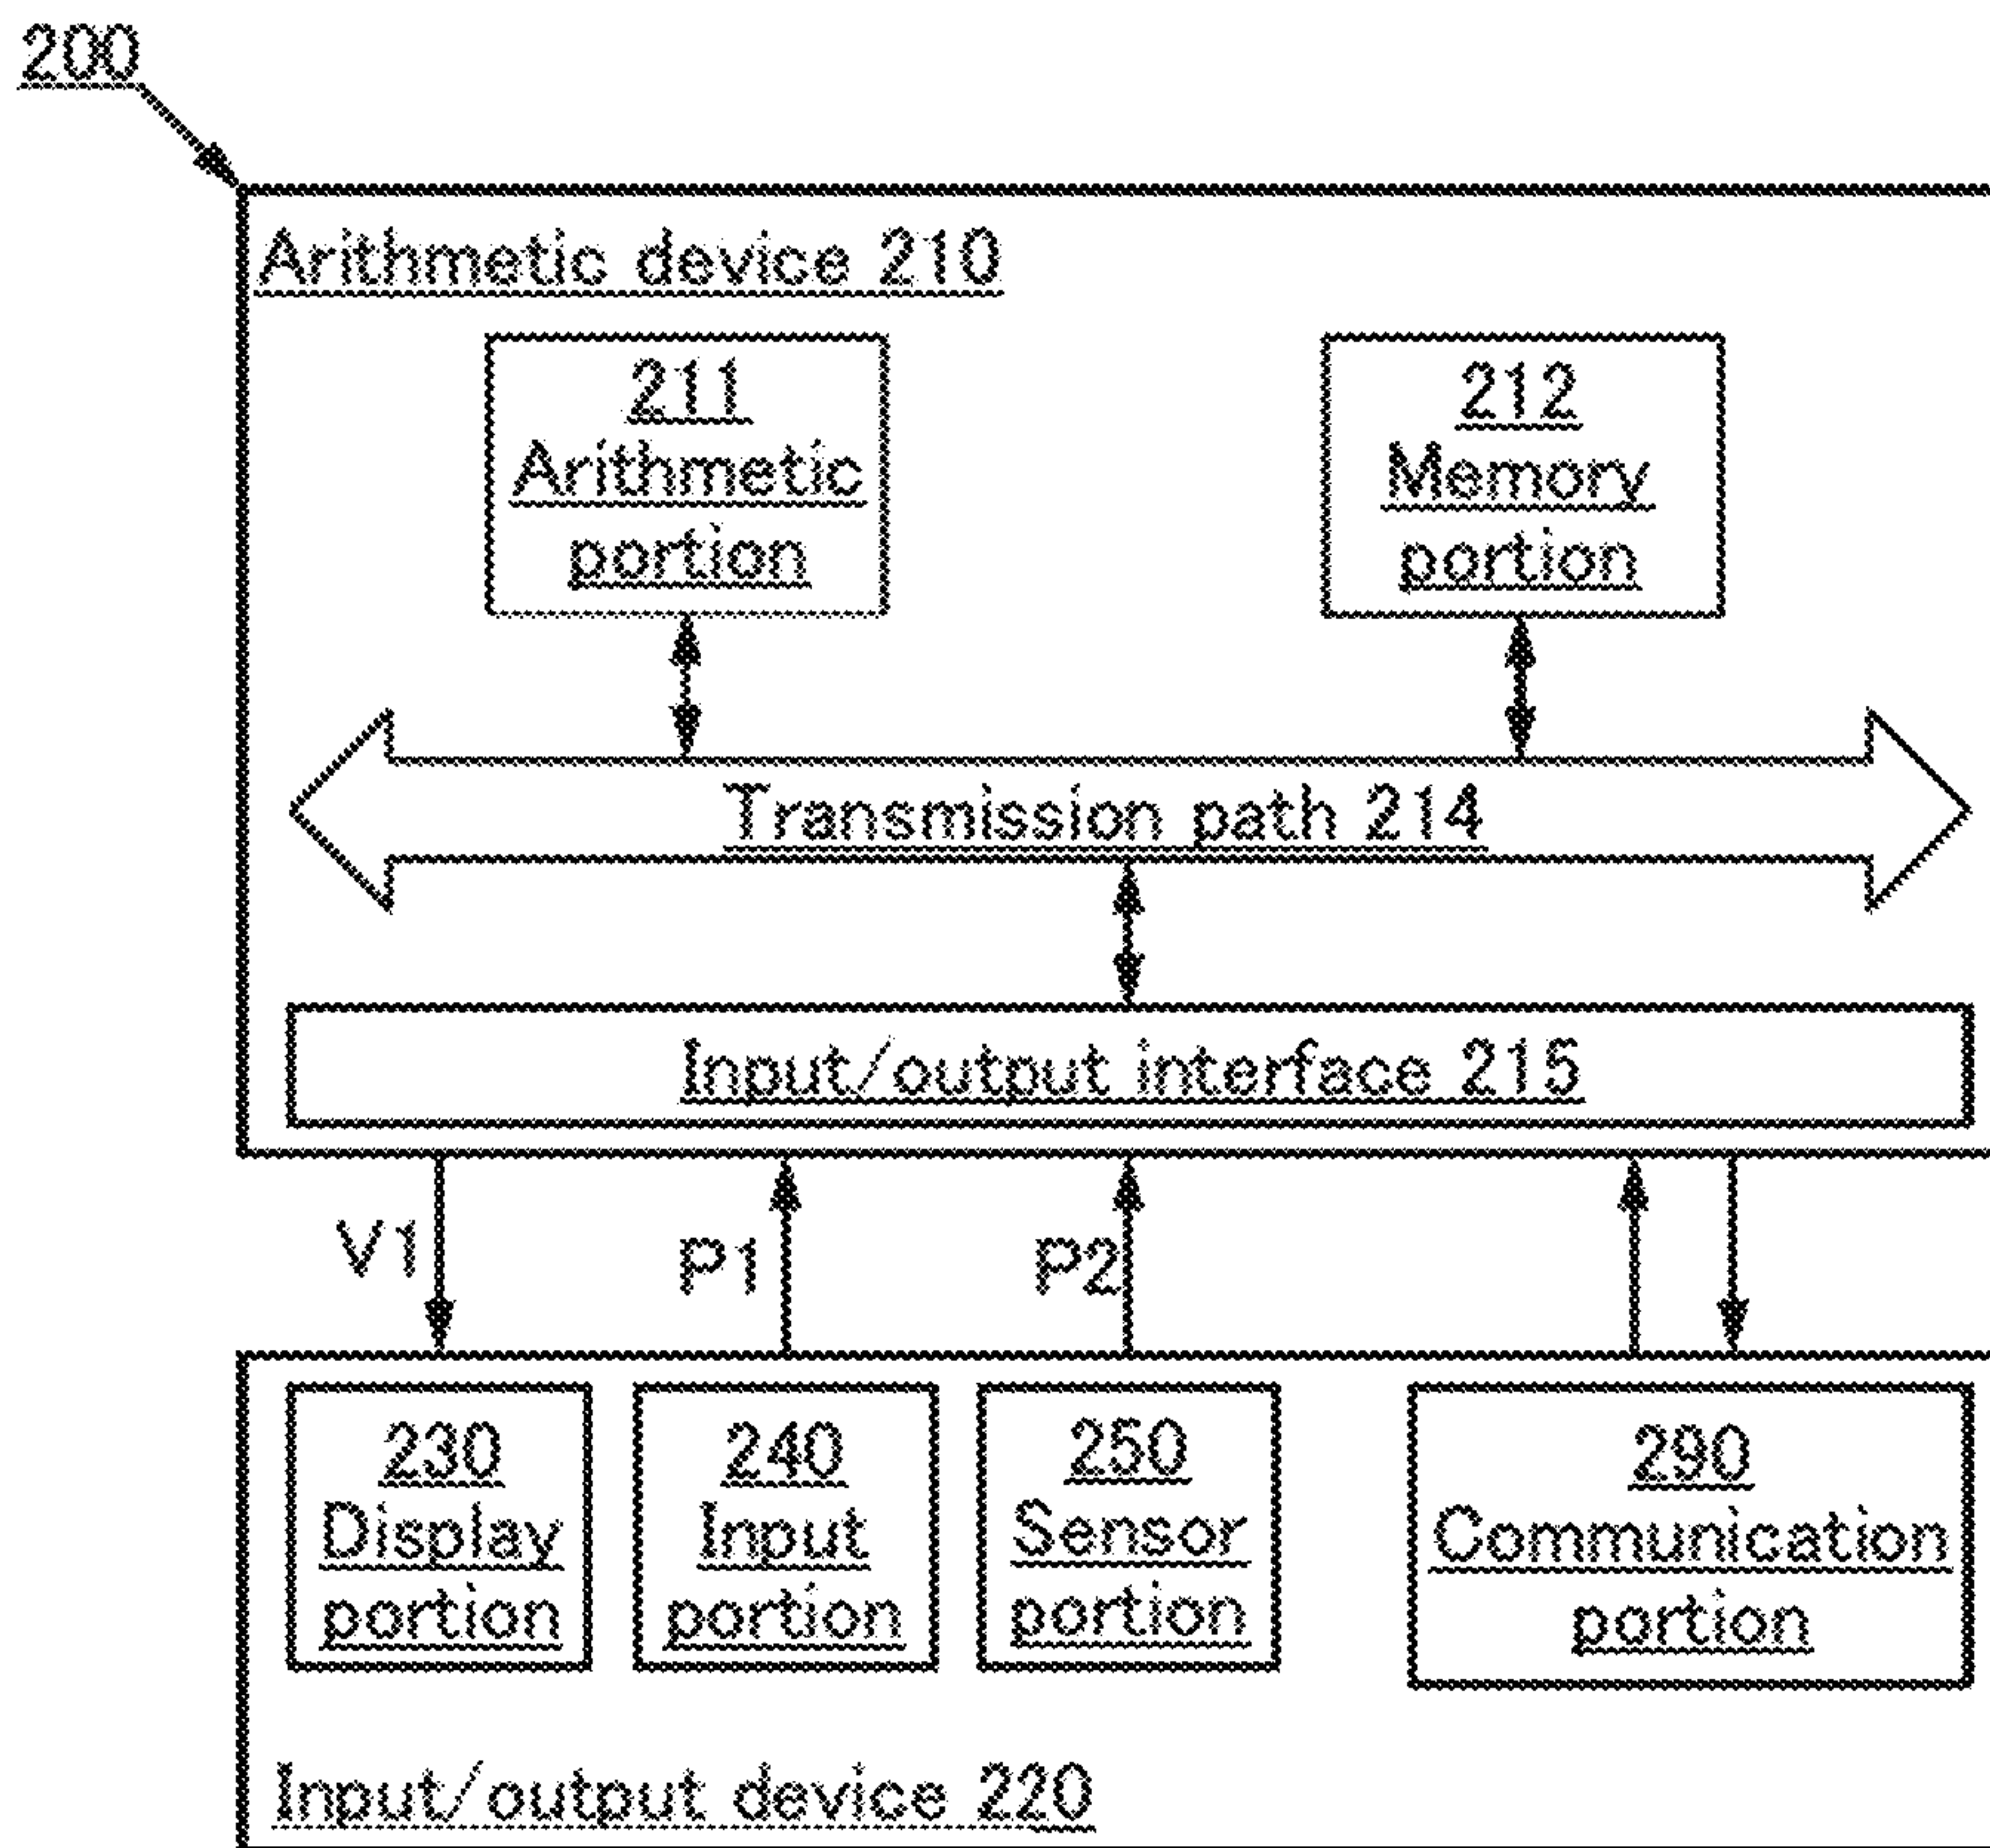 200
Arithmetic device 210
211
Arithmetic
portion
212
Memory
portion
Transmission path 214
Input/output interface 215
V1
P1
P2
230
Display
portion
240
Input
portion
250
Sensor
portion
290
Communication
portion
Input/output device 220